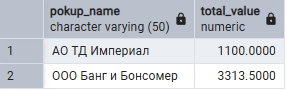 pokup_name
character varying (50)
total_value
numeric
1 АО ТД Империал 1100.0000
2 ООО Банг и Бонсомер 3313.5000